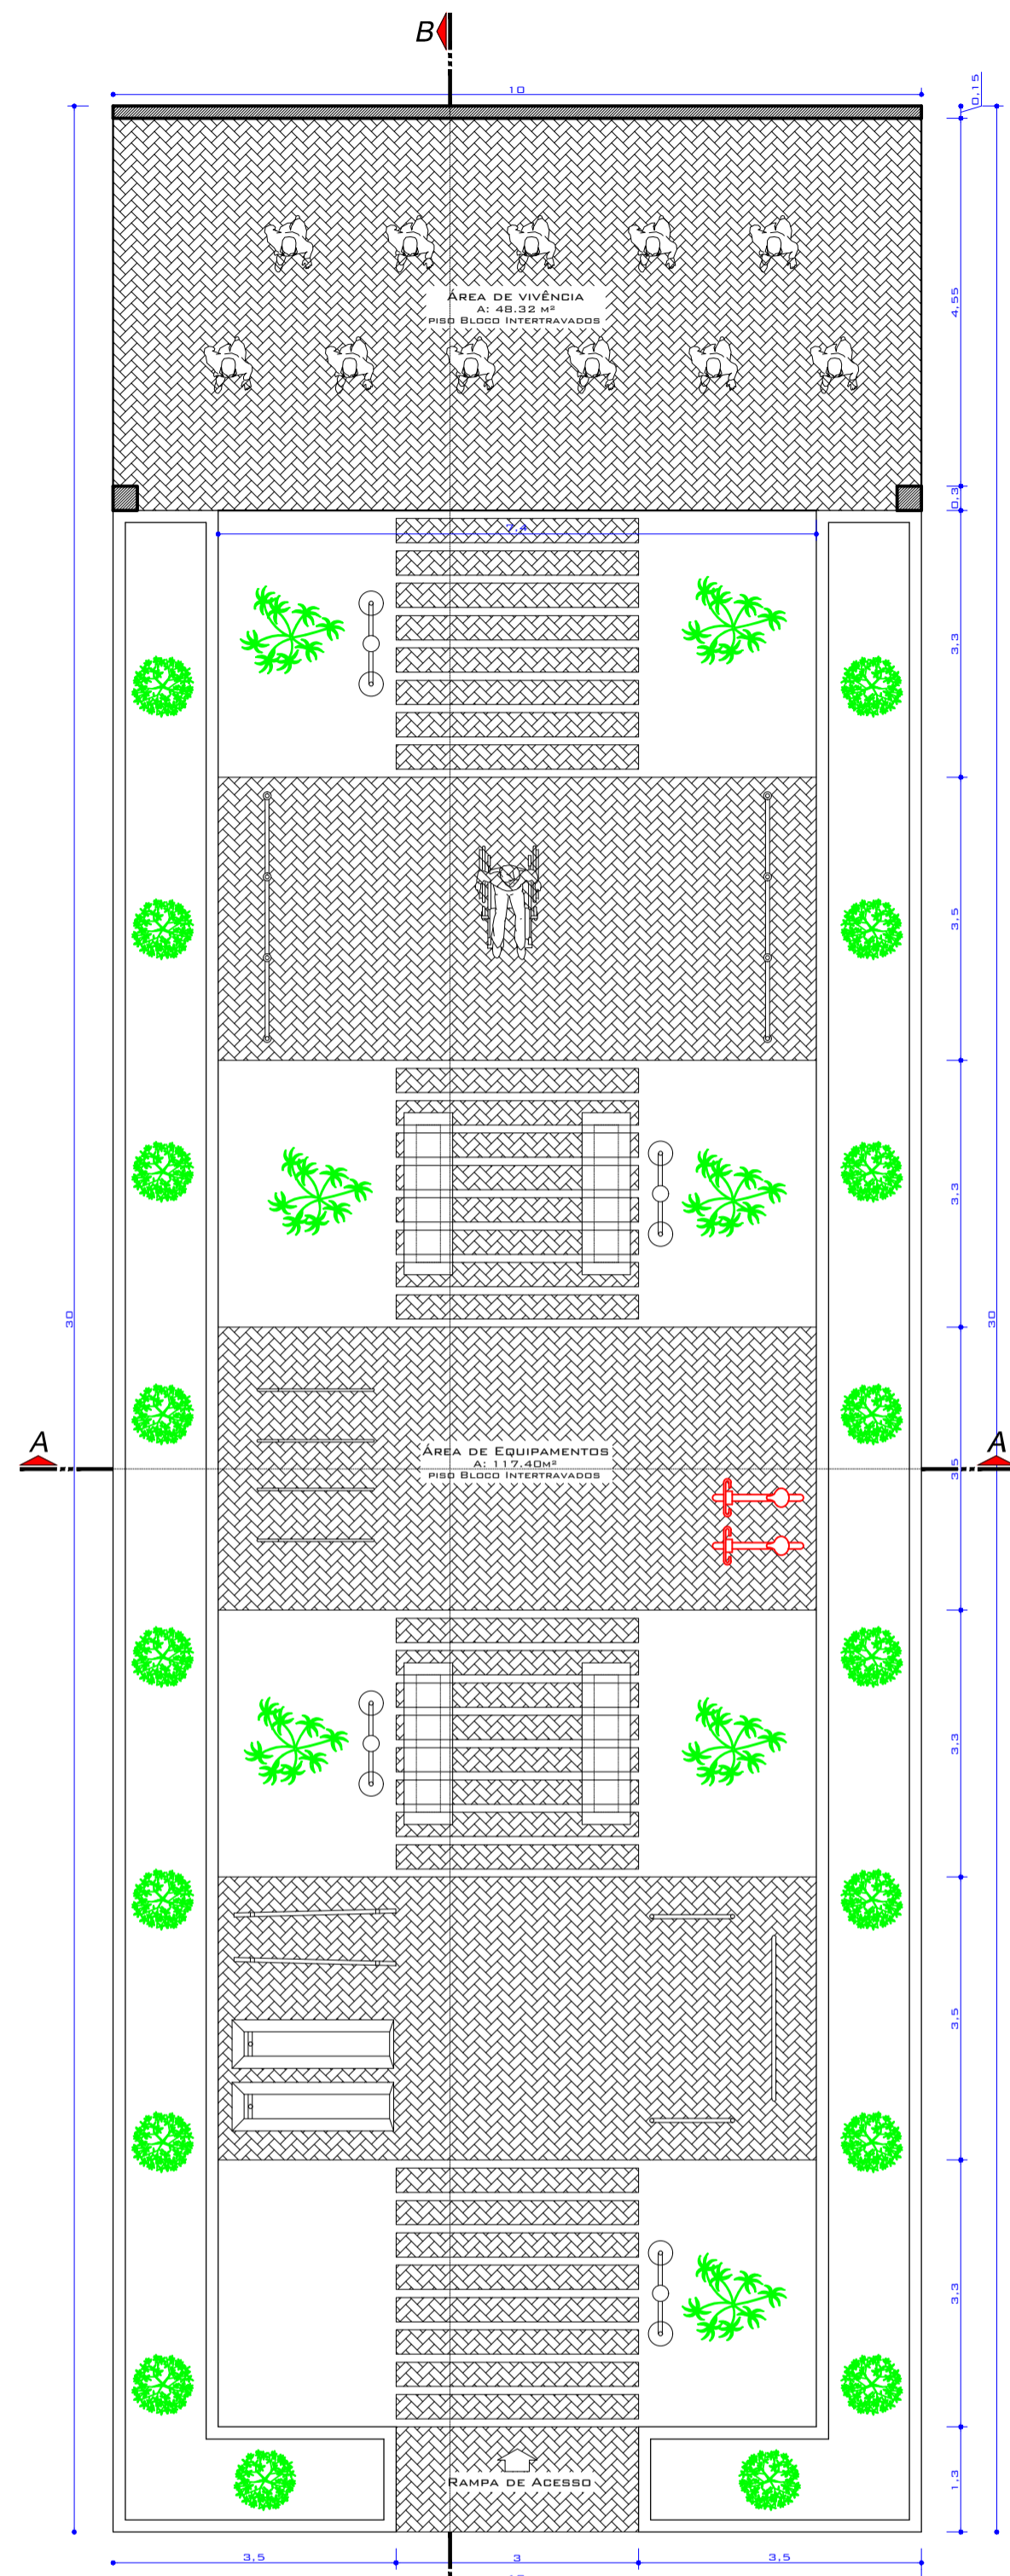 B
10
0,15
ÁREA DE VIVÊNCIA
A: 48.32 M²
PISO BLOCO INTERTRAVADOS
4,55
0,3
7,4
3,3
3,5
3,3
30
30
A
A
ÁREA DE EQUIPAMENTOS
A: 117.40M²
PISO BLOCO INTERTRAVADOS
3,5
3,3
3,5
3,3
RAMPA DE ACESSO
1,3
3,5
3
3,5